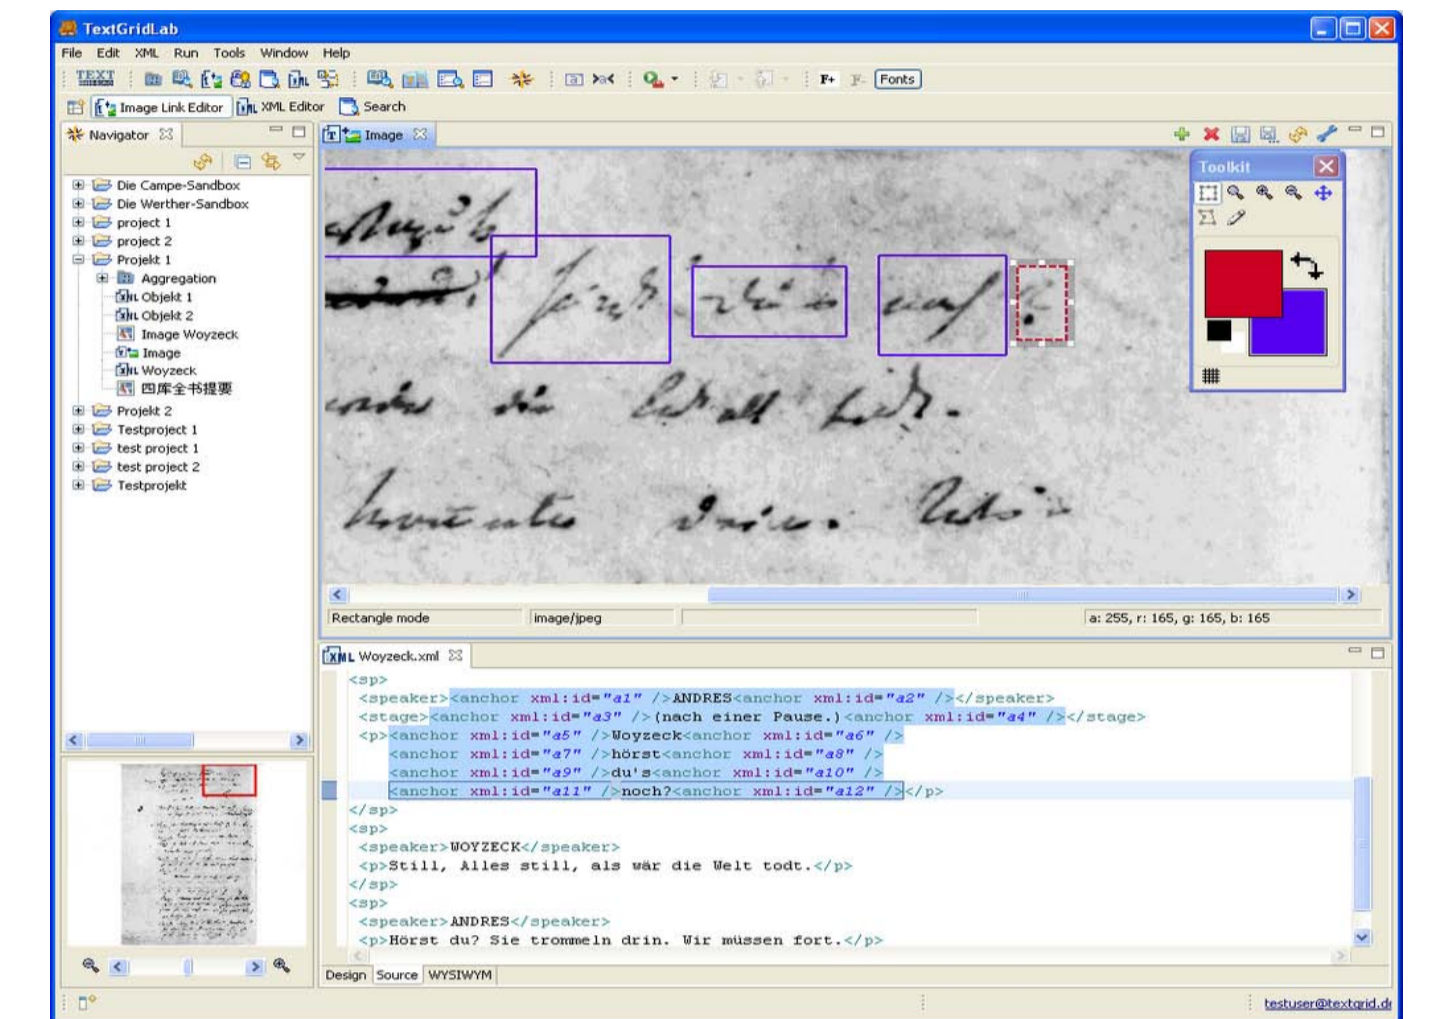 TextGridLab
File Edit XML Run Tools Window Help
TEXT F+ F- Fonts
Image Link Editor XML Editor Search
Navigator
Die Campe-Sandbox
Die Werther-Sandbox
project 1
project 2
Projekt 1
Aggregation
Objekt 1
Objekt 2
Image Woyzeck
Image
Woyzeck
四库全书提要
Projekt 2
Testproject 1
test project 1
test project 2
Testprojekt
Image
Toolkit
Rectangle mode image/jpeg a: 255, r: 165, g: 165, b: 165
XML Woyzeck.xml
<sp>
<speaker><anchor xml:id="a1" />ANDRES<anchor xml:id="a2" /></speaker>
<stage><anchor xml:id="a3" />(nach einer Pause.)<anchor xml:id="a4" /></stage>
<p><anchor xml:id="a5" />Woyzeck<anchor xml:id="a6" />
<anchor xml:id="a7" />hörst<anchor xml:id="a8" />
<anchor xml:id="a9" />du's<anchor xml:id="a10" />
<anchor xml:id="a11" />noch?<anchor xml:id="a12" /></p>
</sp>
<sp>
<speaker>WOYZECK</speaker>
<p>Still, Alles still, als wär die Welt todt.</p>
</sp>
<sp>
<speaker>ANDRES</speaker>
<p>Hörst du? Sie trommeln drin. Wir müssen fort.</p>
Design Source WYSIWYM
testuser@textgrid.de